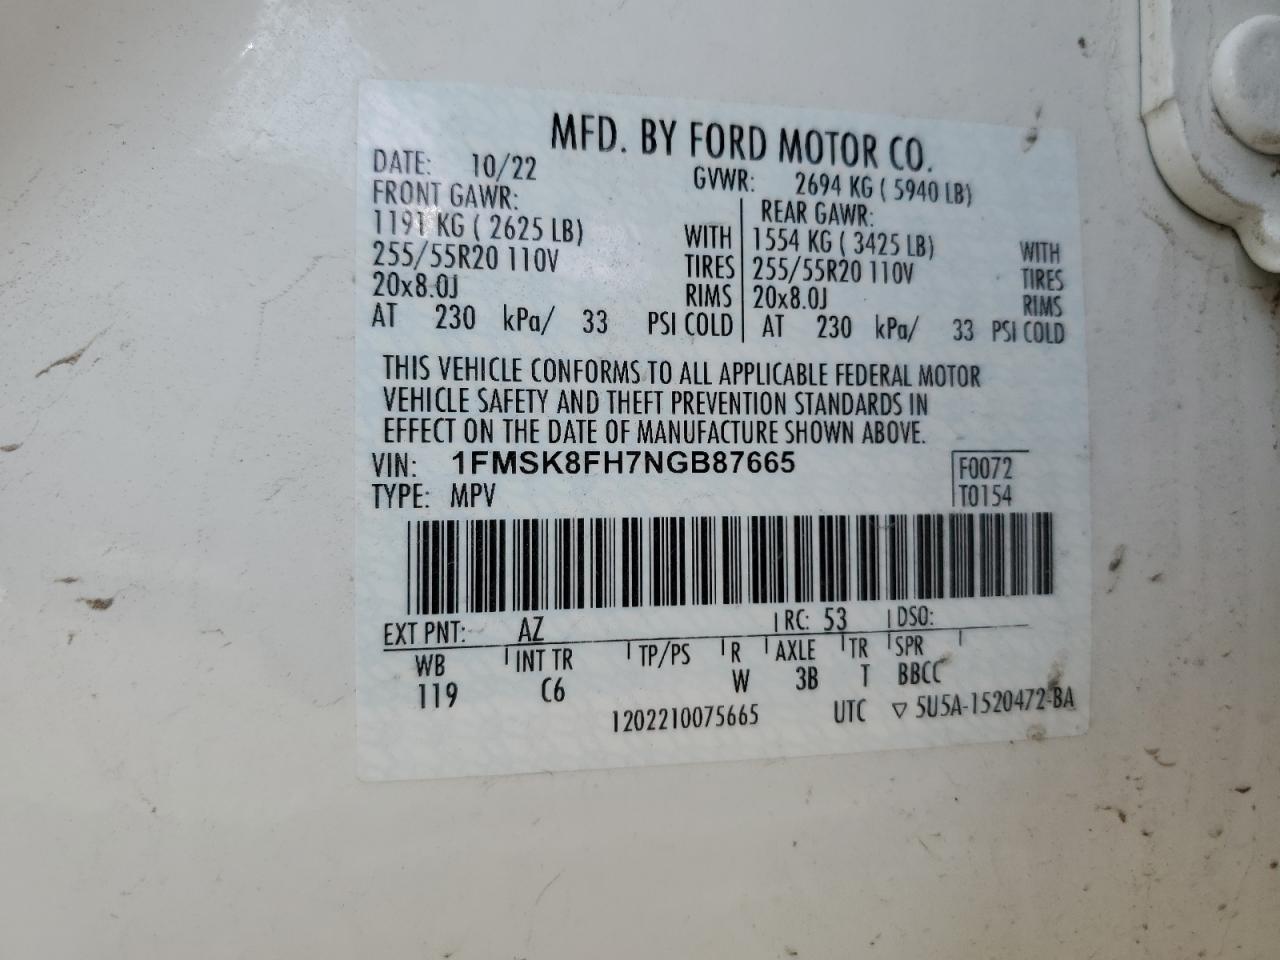 MFD. BY FORD MOTOR CO.
DATE: 10/22 GVWR: 2694 KG ( 5940 LB)
FRONT GAWR: REAR GAWR:
1191 KG ( 2625 LB) WITH 1554 KG ( 3425 LB) WITH
255/55R20 110V TIRES 255/55R20 110V TIRES
20x8.0J RIMS 20x8.0J RIMS
AT 230 kPa/ 33 PSI COLD AT 230 kPa/ 33 PSI COLD
THIS VEHICLE CONFORMS TO ALL APPLICABLE FEDERAL MOTOR
VEHICLE SAFETY AND THEFT PREVENTION STANDARDS IN
EFFECT ON THE DATE OF MANUFACTURE SHOWN ABOVE.
VIN: 1FMSK8FH7NGB87665 F0072
TYPE: MPV T0154
EXT PNT: AZ RC: 53 DSO:
WB INT TR TP/PS R AXLE TR SPR
119 C6 W 3B T BBCC
1202210075665 UTC ▽ 5U5A-1520472-BA